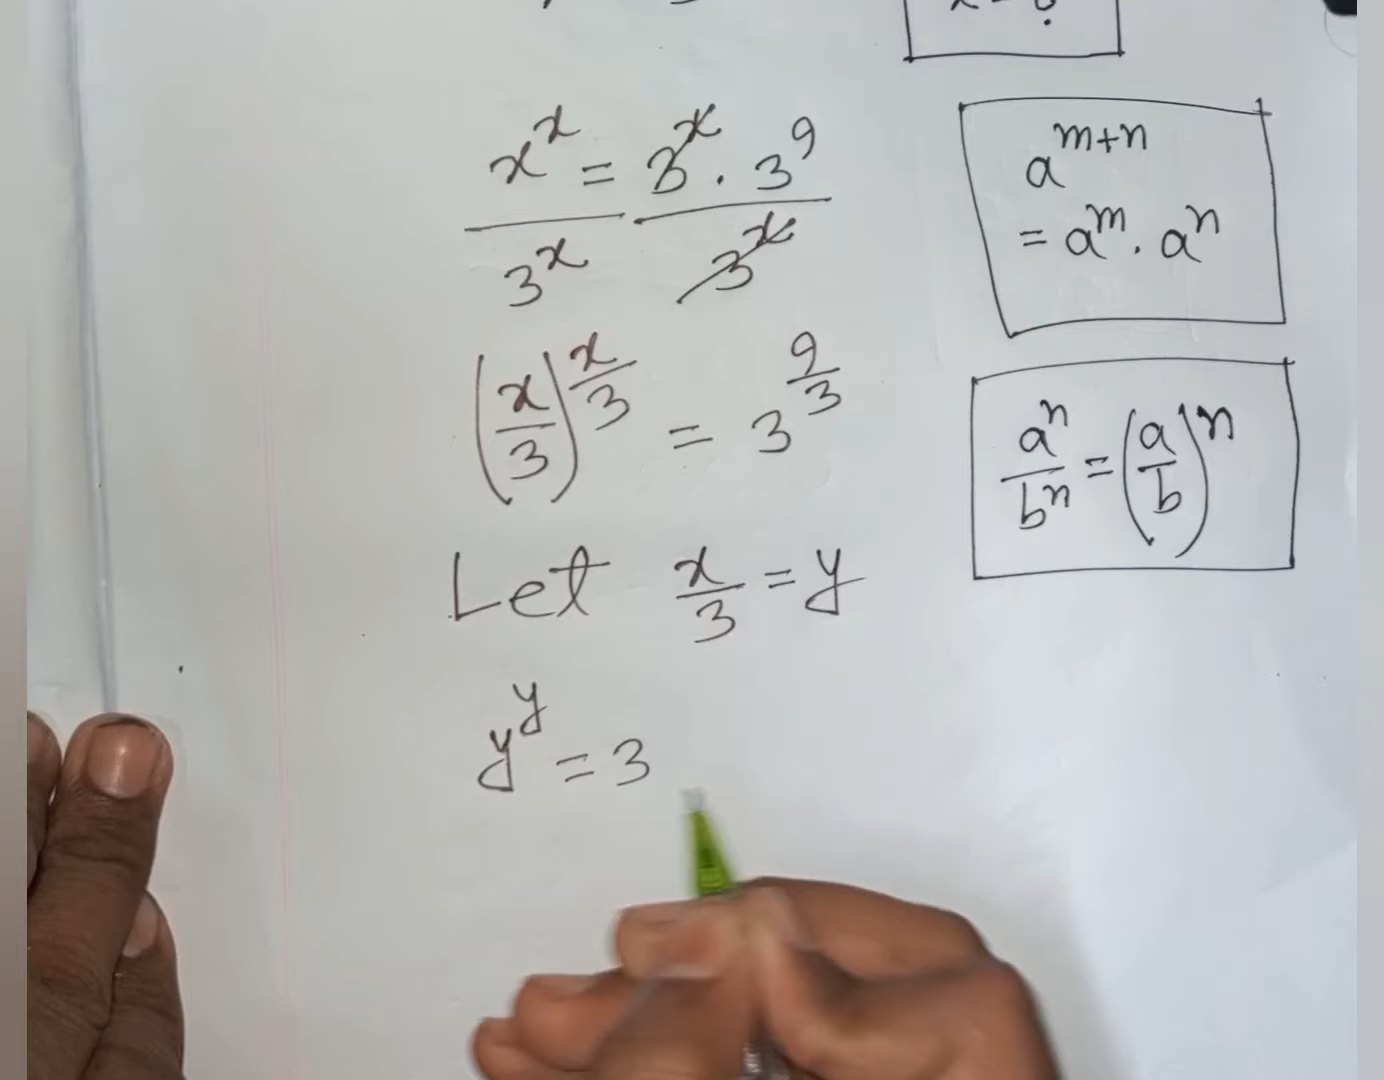 x^x = 3^x . 3^9
3^x 3^x
(x/3)^(x/3) = 3^(9/3)
Let x/3 = y
y^y = 3
a^(m+n)
= a^m . a^n
a^n/b^n = (a/b)^n